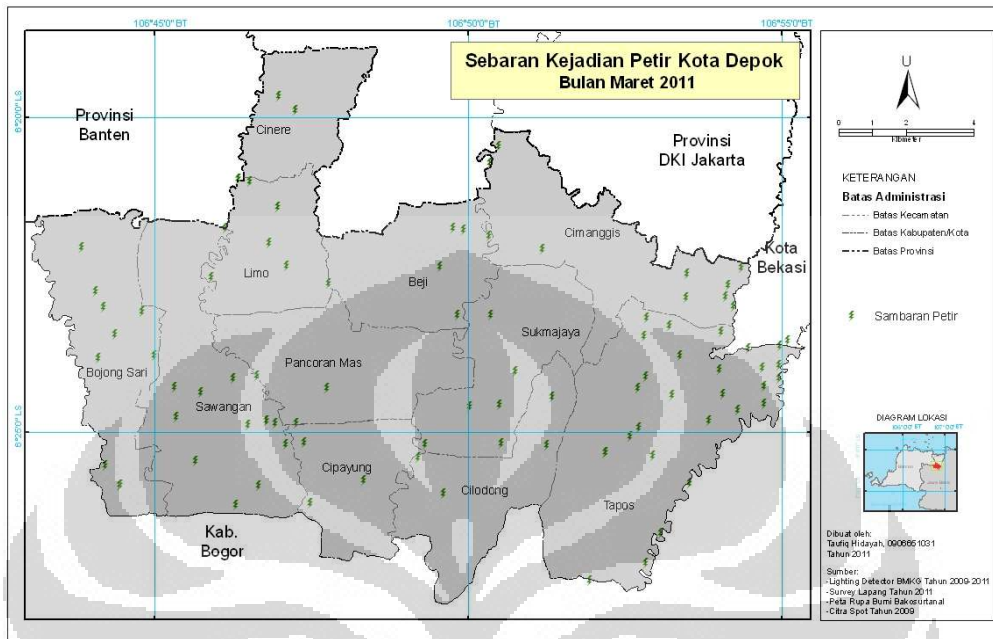 106°45'0" BT
106°50'0" BT
106°55'0" BT
Sebaran Kejadian Petir Kota Depok
Bulan Maret 2011
6°20'0" LS
6°25'0" LS
Provinsi
Banten
Cinere
Provinsi
DKI Jakarta
Cimanggis
Kota
Bekasi
Limo
Beji
Sukmajaya
Pancoran Mas
Bojong Sari
Sawangan
Cipayung
Cilodong
Tapos
Kab.
Bogor
U
0 1 2 4
kilometer
KETERANGAN
Batas Administrasi
Batas Kecamatan
Batas Kabupaten/Kota
Batas Provinsi
Sambaran Petir
DIAGRAM LOKASI
Dibuat oleh:
Taufiq Hidayah, 0906651031
Tahun 2011
Sumber:
-Lighting Detector BMKG Tahun 2009-2011
-Survey Lapang Tahun 2011
-Peta Rupa Bumi Bakosurtanal
-Citra Spot Tahun 2009